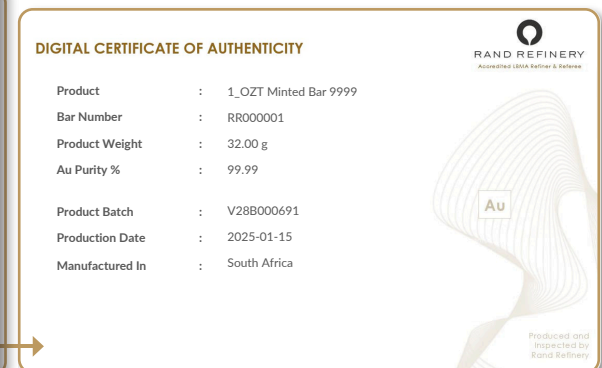 DIGITAL CERTIFICATE OF AUTHENTICITY
RAND REFINERY
Accredited LBMA Refiner & Referee
Product : 1_OZT Minted Bar 9999
Bar Number : RR000001
Product Weight : 32.00 g
Au Purity % : 99.99
Product Batch : V28B000691
Production Date : 2025-01-15
Manufactured In : South Africa
Au
Produced and
Inspected by
Rand Refinery